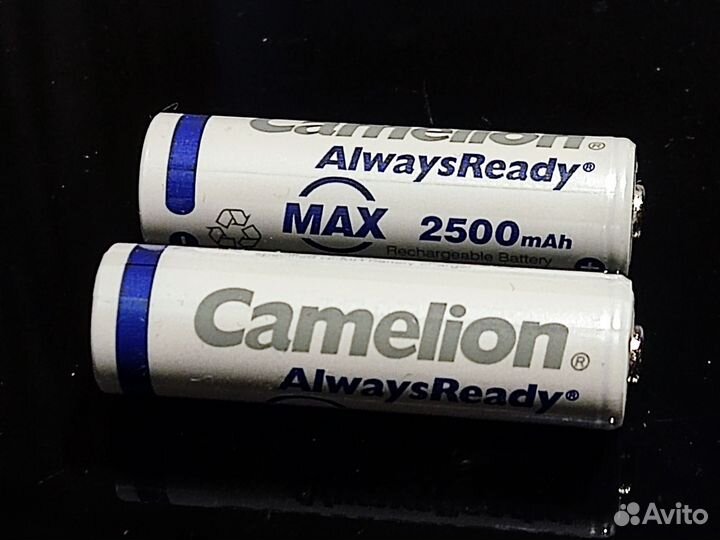 Camelion®
AlwaysReady®
MAX 2500mAh
Rechargeable Battery
Camelion®
AlwaysReady®
Avito